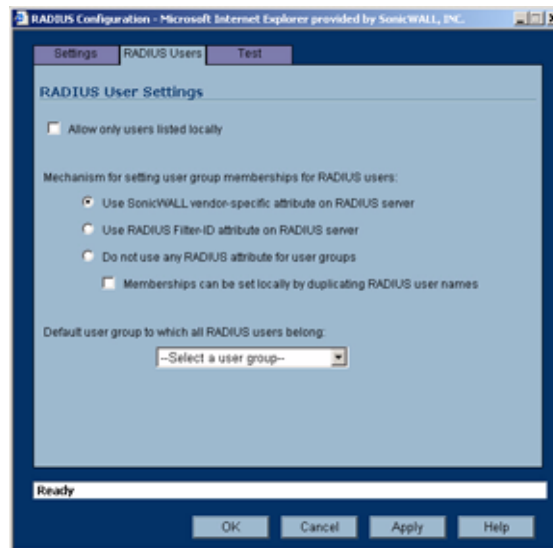 RADIUS Configuration - Microsoft Internet Explorer provided by SonicWALL, INC.
Settings
RADIUS Users
Test
RADIUS User Settings
Allow only users listed locally
Mechanism for setting user group memberships for RADIUS users:
Use SonicWALL vendor-specific attribute on RADIUS server
Use RADIUS Filter-ID attribute on RADIUS server
Do not use any RADIUS attribute for user groups
Memberships can be set locally by duplicating RADIUS user names
Default user group to which all RADIUS users belong:
--Select a user group--
Ready
OK
Cancel
Apply
Help